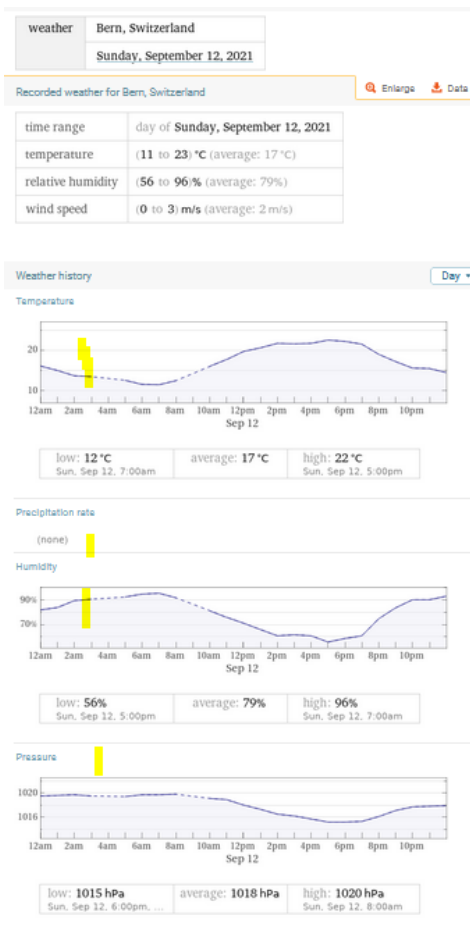 weather Bern, Switzerland
Sunday, September 12, 2021
Recorded weather for Bern, Switzerland Enlarge Data
time range day of Sunday, September 12, 2021
temperature (11 to 23) °C (average: 17 °C)
relative humidity (56 to 96)% (average: 79%)
wind speed (0 to 3) m/s (average: 2 m/s)
Weather history Day
Temperature
20
10
12am 2am 4am 6am 8am 10am 12pm 2pm 4pm 6pm 8pm 10pm
Sep 12
low: 12 °C average: 17 °C high: 22 °C
Sun, Sep 12, 7:00am Sun, Sep 12, 5:00pm
Precipitation rate
(none)
Humidity
90%
70%
12am 2am 4am 6am 8am 10am 12pm 2pm 4pm 6pm 8pm 10pm
Sep 12
low: 56% average: 79% high: 96%
Sun, Sep 12, 5:00pm Sun, Sep 12, 7:00am
Pressure
1020
1016
12am 2am 4am 6am 8am 10am 12pm 2pm 4pm 6pm 8pm 10pm
Sep 12
low: 1015 hPa average: 1018 hPa high: 1020 hPa
Sun, Sep 12, 6:00pm, ... Sun, Sep 12, 8:00am